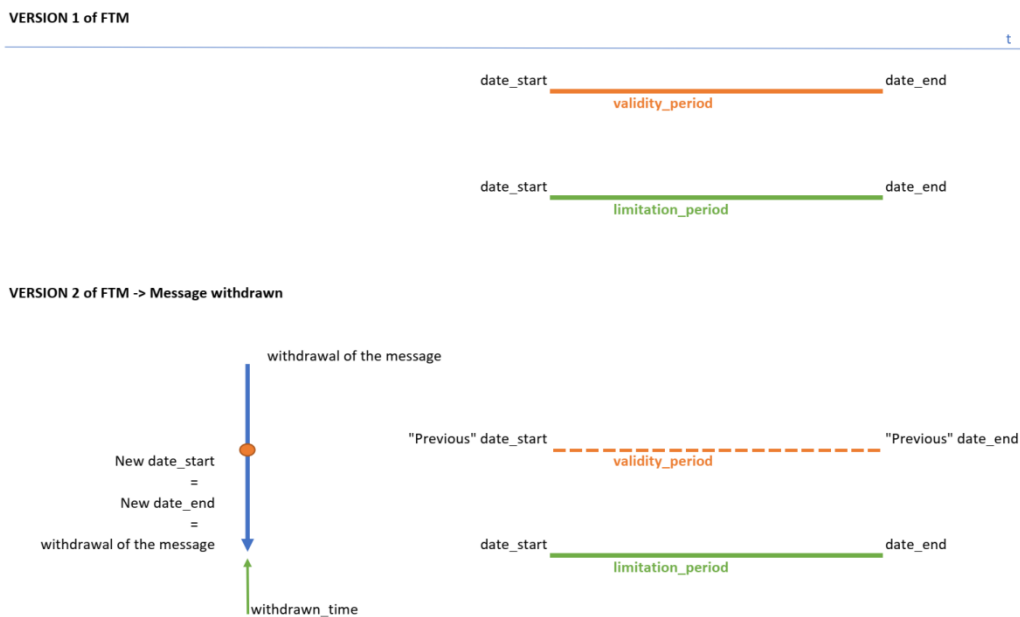 VERSION 1 of FTM
t
date_start
date_end
validity_period
date_start
date_end
limitation_period
VERSION 2 of FTM -> Message withdrawn
withdrawal of the message
"Previous" date_start
"Previous" date_end
validity_period
New date_start
=
New date_end
=
withdrawal of the message
date_start
date_end
limitation_period
withdrawn_time